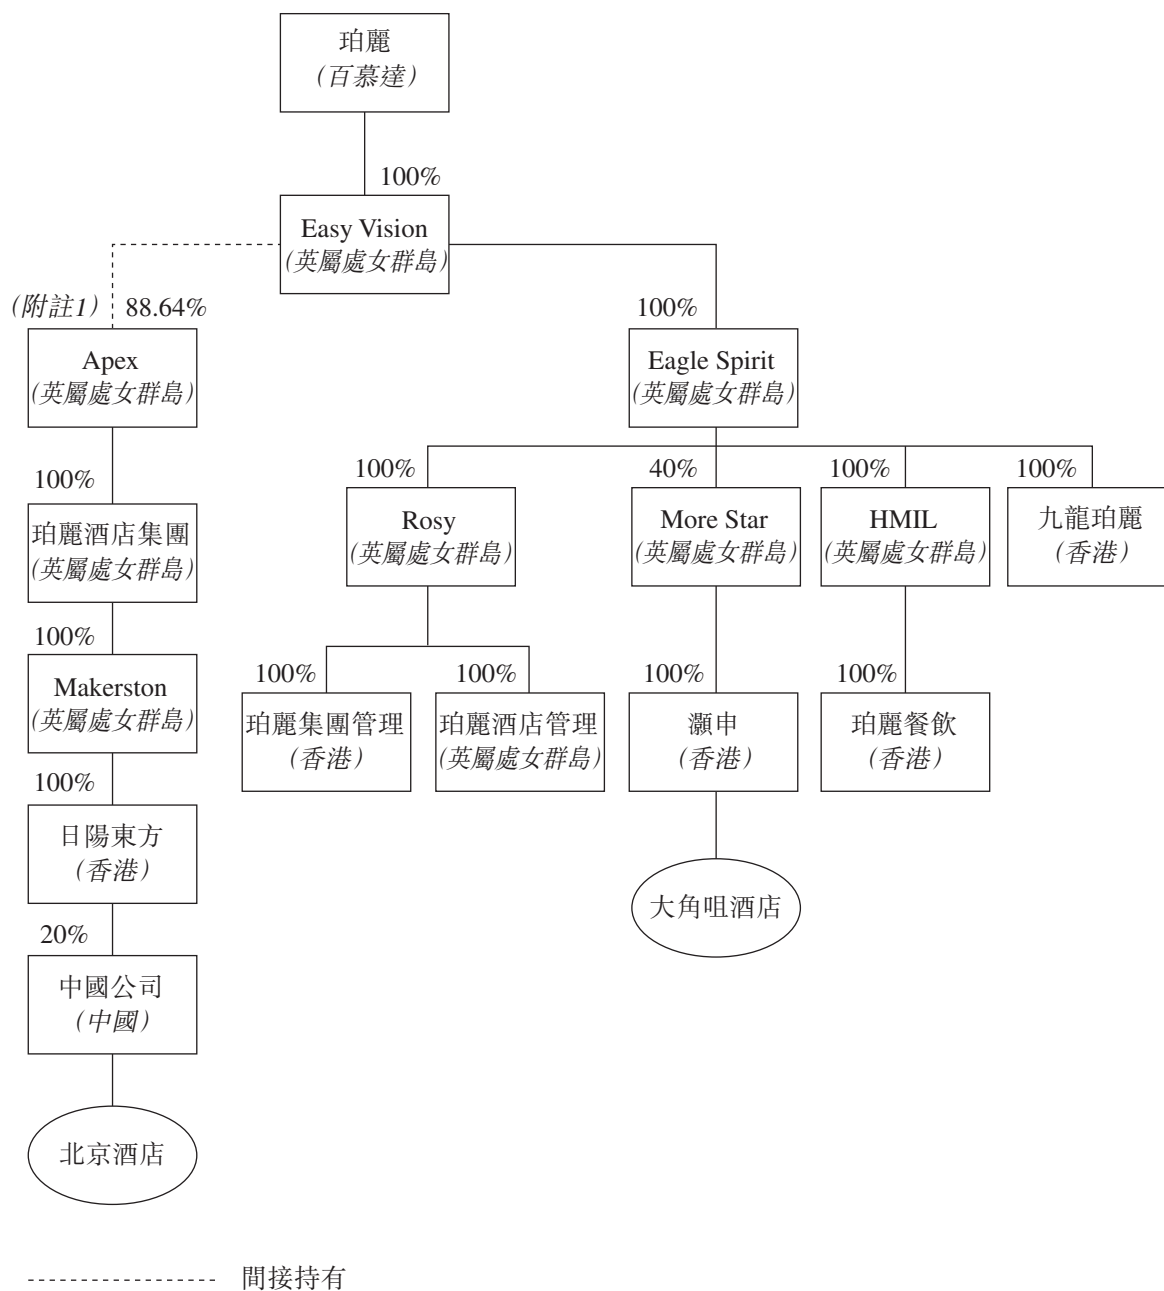 珀麗
(百慕達)
100%
Easy Vision
(英屬處女群島)
(附註1) 88.64%
100%
Apex
(英屬處女群島)
Eagle Spirit
(英屬處女群島)
100%
100%
40%
100%
100%
珀麗酒店集團
(英屬處女群島)
Rosy
(英屬處女群島)
More Star
(英屬處女群島)
HMIL
(英屬處女群島)
九龍珀麗
(香港)
100%
Makerston
(英屬處女群島)
100%
100%
100%
100%
珀麗集團管理
(香港)
珀麗酒店管理
(英屬處女群島)
灝申
(香港)
珀麗餐飲
(香港)
100%
日陽東方
(香港)
大角咀酒店
20%
中國公司
(中國)
北京酒店
間接持有